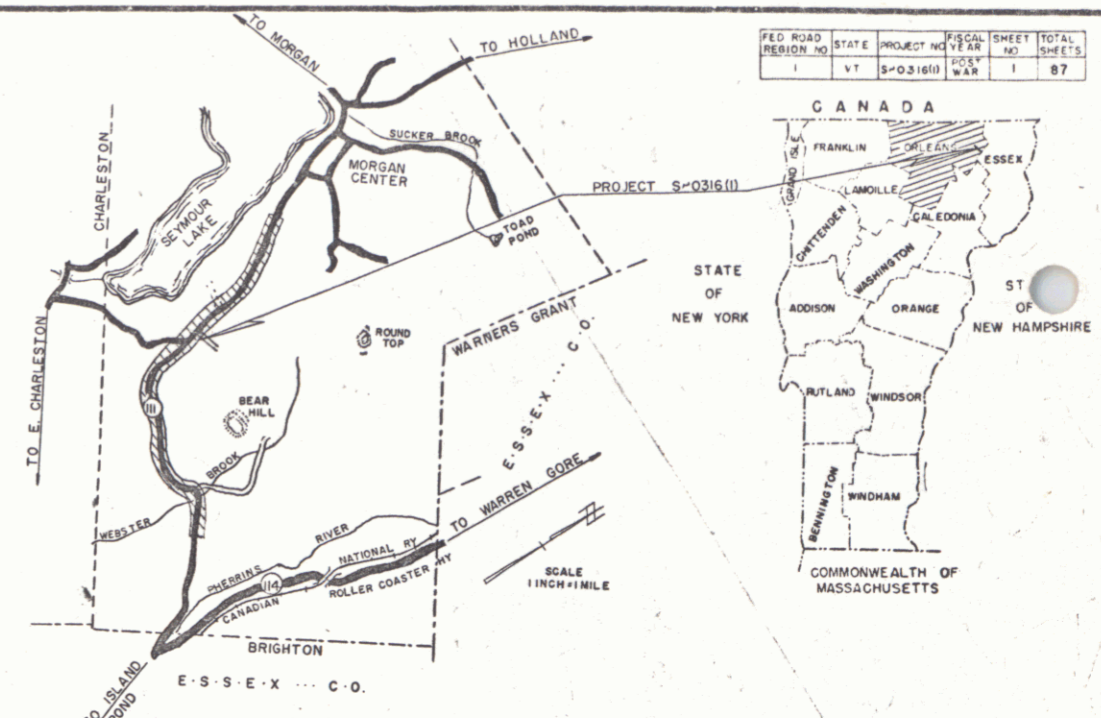 TO MORGAN
TO HOLLAND
FED ROAD REGION NO | STATE | PROJECT NO | FISCAL YEAR | SHEET NO | TOTAL SHEETS
1 | VT | S-0316(1) | POST WAR | 1 | 87
CANADA
CHARLESTON
SUCKER BROOK
MORGAN
CENTER
SEYMOUR
LAKE
PROJECT S-0316(1)
TOAD
POND
GRAND ISLE
FRANKLIN
ORLEANS
ESSEX
LAMOILLE
CALEDONIA
CHITTENDEN
WASHINGTON
ADDISON
ORANGE
RUTLAND
WINDSOR
BENNINGTON
WINDHAM
STATE
OF
NEW YORK
ST
OF
NEW HAMPSHIRE
COMMONWEALTH OF
MASSACHUSETTS
TO E. CHARLESTON
ROUND
TOP
WARNERS GRANT
BEAR
HILL
111
E·S·S·E·X ··· C·O.
WEBSTER
BROOK
TO WARREN GORE
PHERRINS
RIVER
NATIONAL RY
114
CANADIAN
ROLLER COASTER HY
SCALE
1 INCH = 1 MILE
BRIGHTON
E·S·S·E·X ··· C·O.
ISLAND
POND